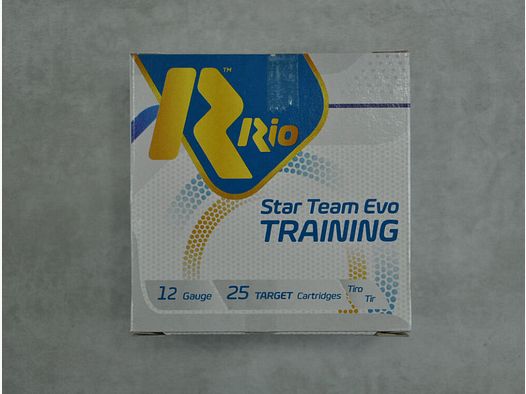 R™
Rio
Star Team Evo
TRAINING
12 Gauge
25 TARGET Cartridges
Tiro
Tir